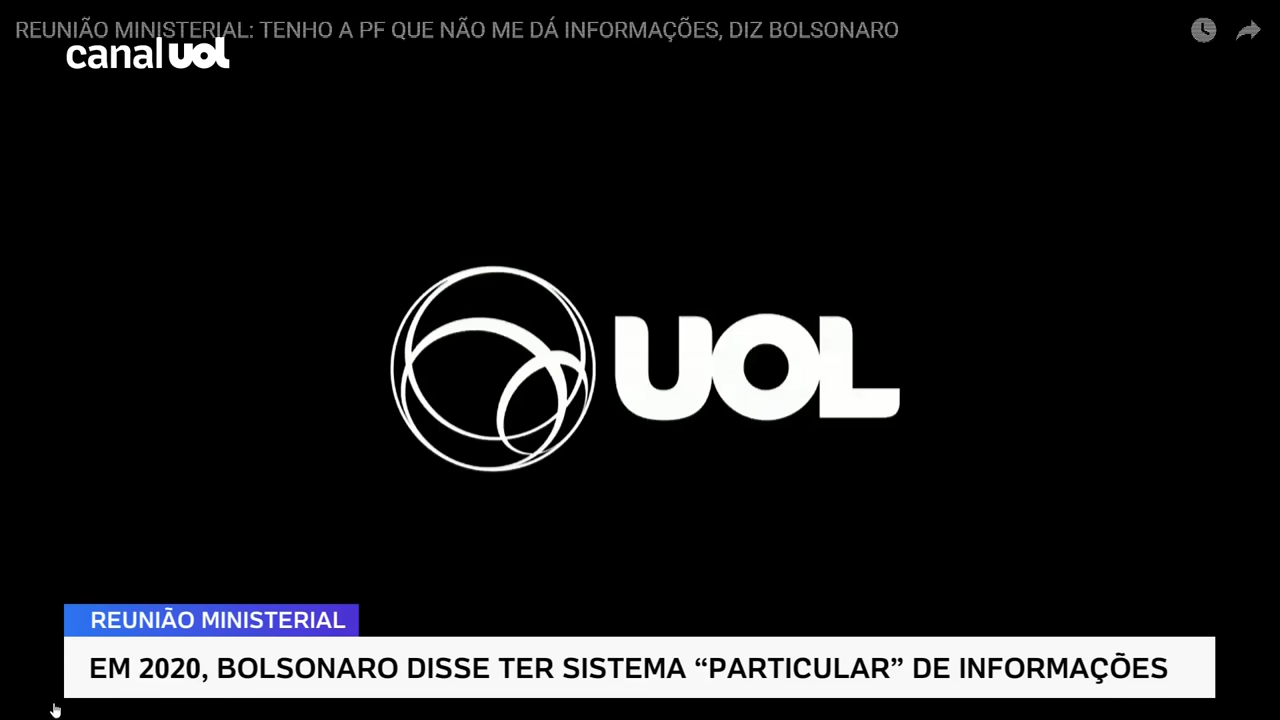 REUNIÃO MINISTERIAL: TENHO A PF QUE NÃO ME DÁ INFORMAÇÕES, DIZ BOLSONARO
canal uol
UOL
REUNIÃO MINISTERIAL
EM 2020, BOLSONARO DISSE TER SISTEMA “PARTICULAR” DE INFORMAÇÕES